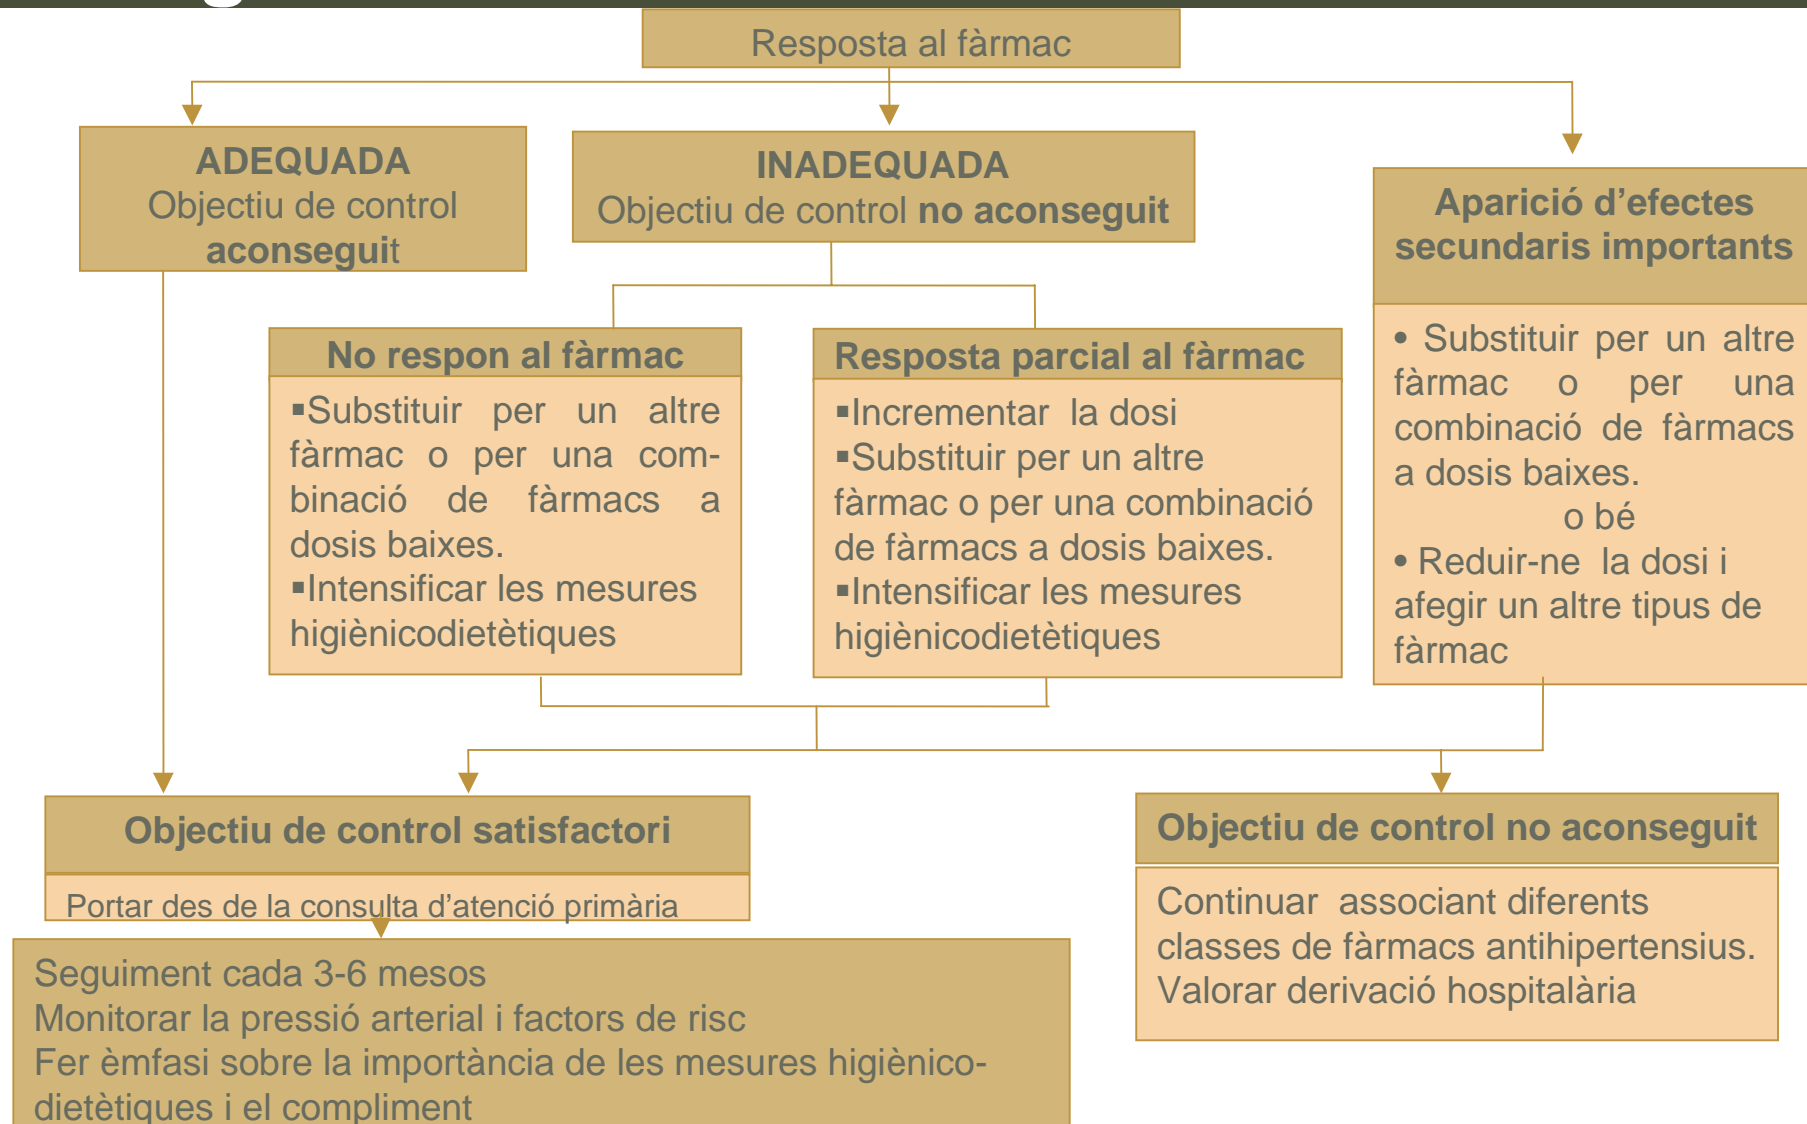 Resposta al fàrmac
ADEQUADA
Objectiu de control
aconseguit
INADEQUADA
Objectiu de control no aconseguit
Aparició d'efectes
secundaris importants
No respon al fàrmac
▪Substituir per un altre
fàrmac o per una com-
binació de fàrmacs a
dosis baixes.
▪Intensificar les mesures
higiènicodietètiques
Resposta parcial al fàrmac
▪Incrementar la dosi
▪Substituir per un altre
fàrmac o per una combinació
de fàrmacs a dosis baixes.
▪Intensificar les mesures
higiènicodietètiques
• Substituir per un altre
fàrmac o per una
combinació de fàrmacs
a dosis baixes.
o bé
• Reduir-ne la dosi i
afegir un altre tipus de
fàrmac
Objectiu de control satisfactori
Portar des de la consulta d'atenció primària
Seguiment cada 3-6 mesos
Monitorar la pressió arterial i factors de risc
Fer èmfasi sobre la importància de les mesures higiènico-
dietètiques i el compliment
Objectiu de control no aconseguit
Continuar associant diferents
classes de fàrmacs antihipertensius.
Valorar derivació hospitalària